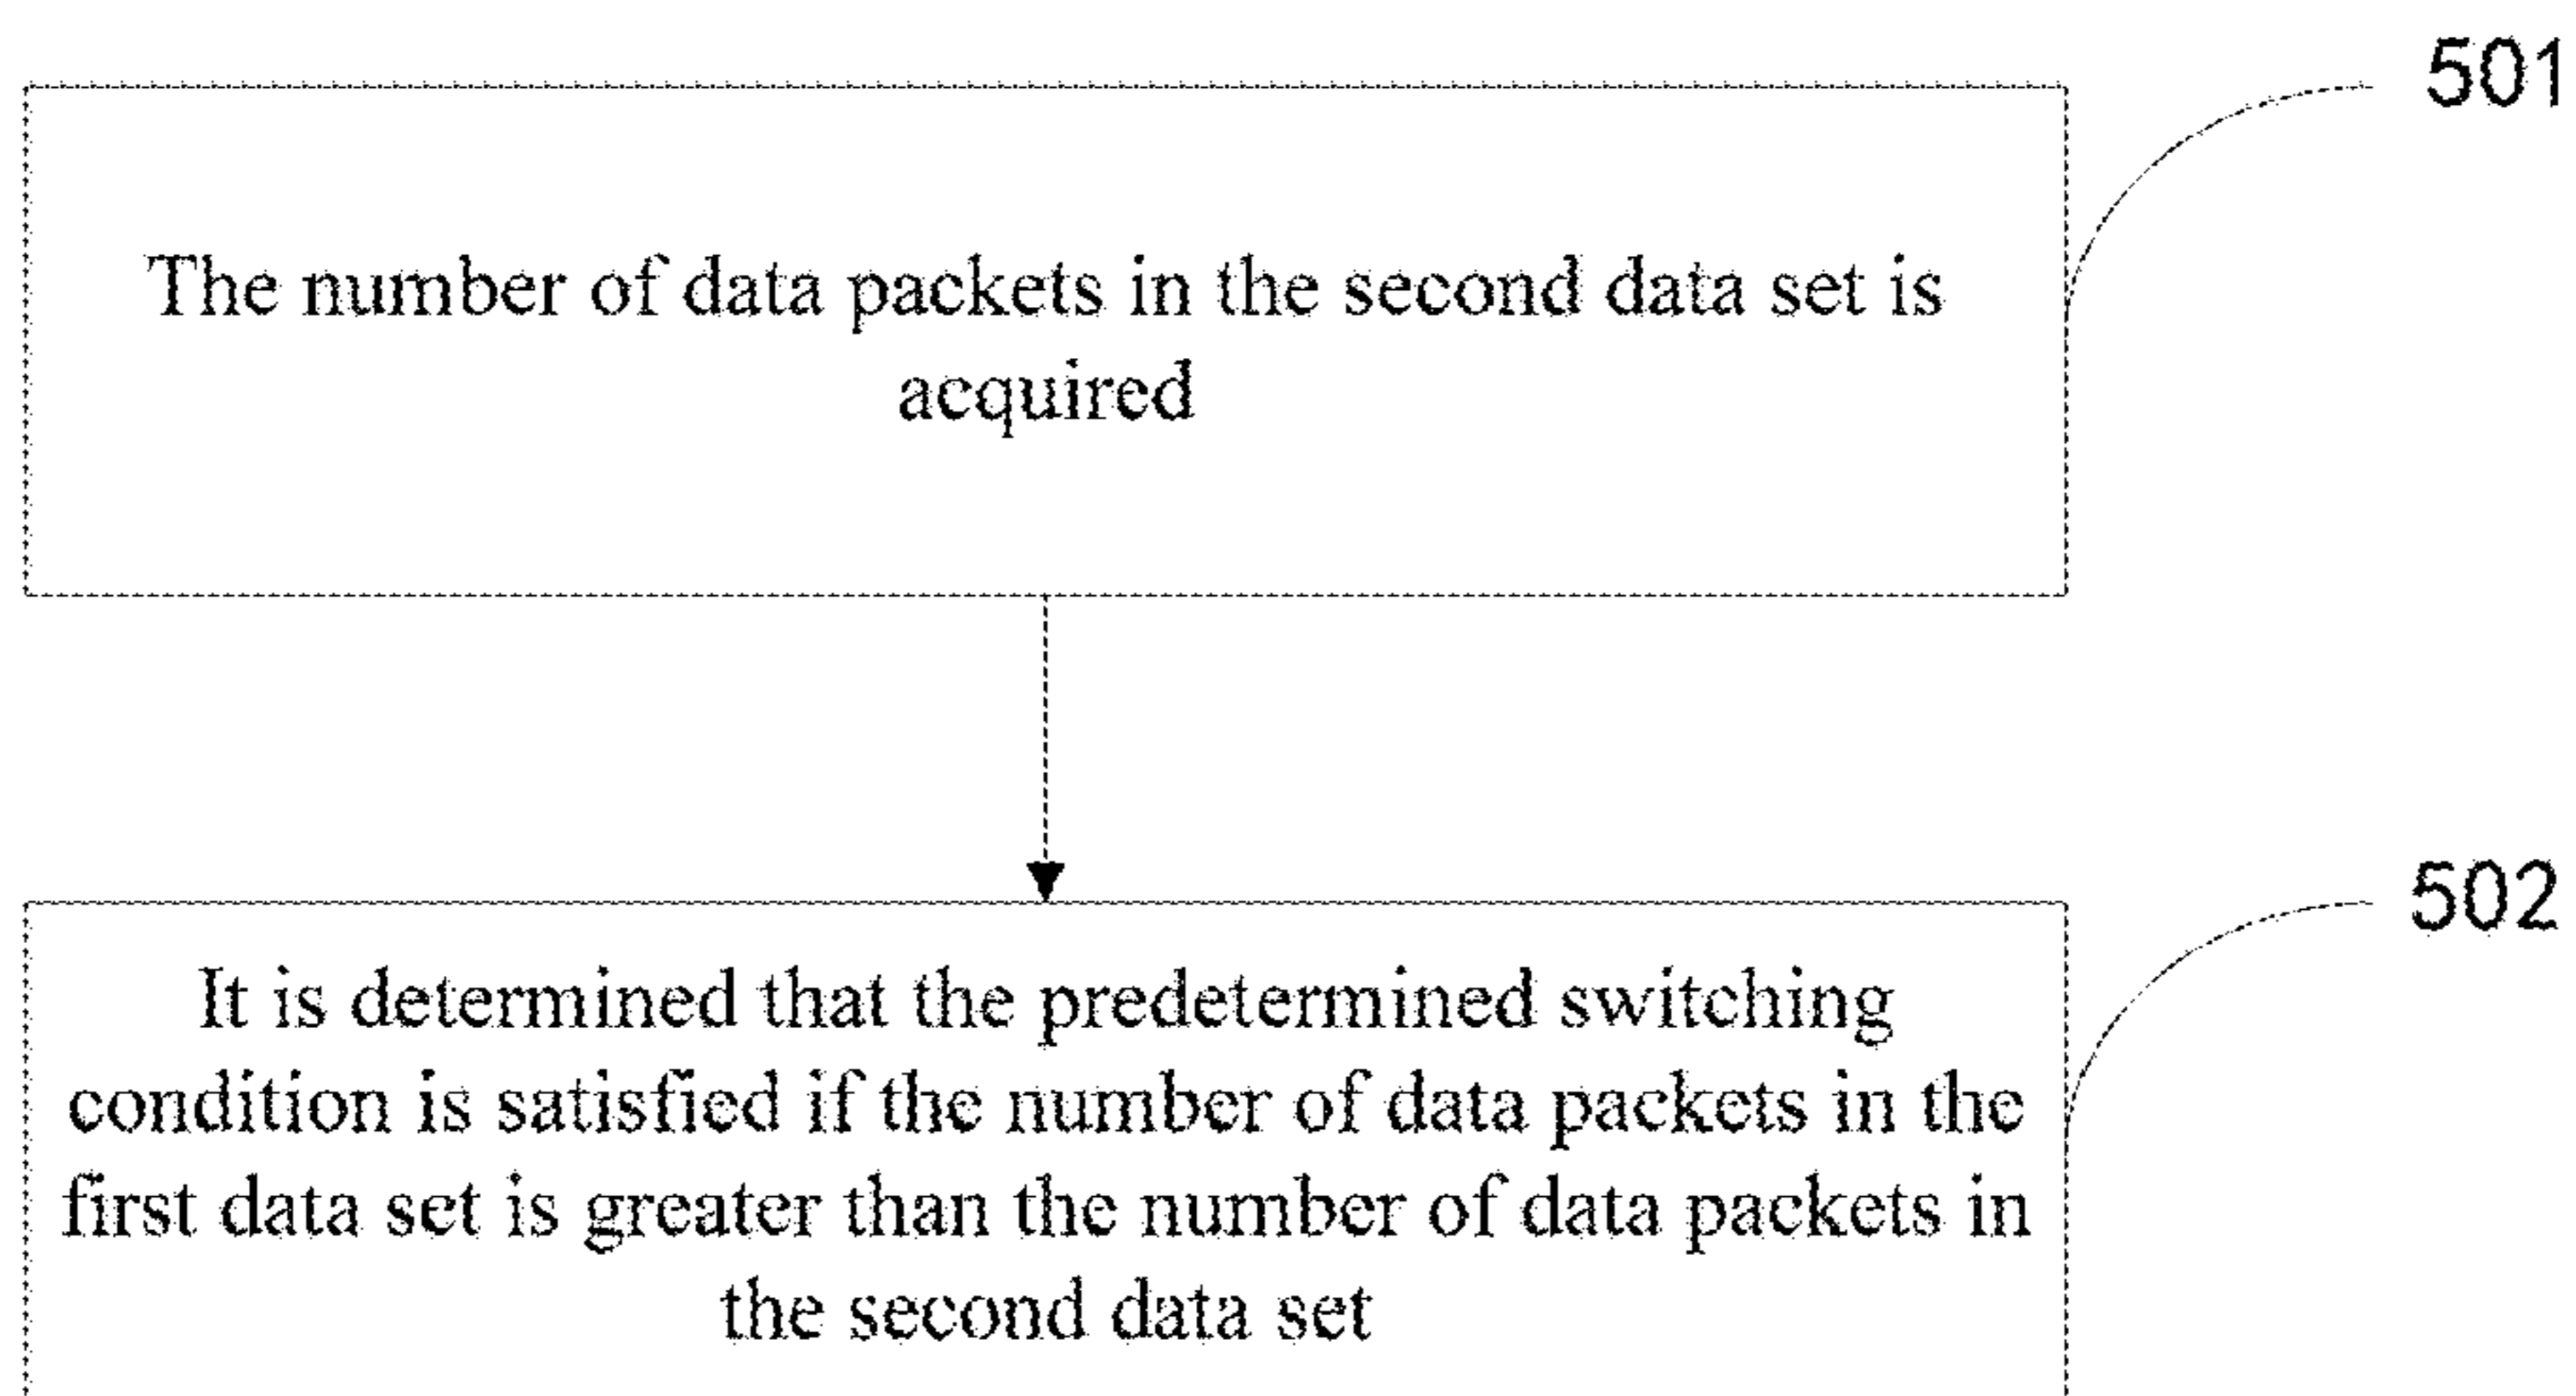 501
The number of data packets in the second data set is
acquired
502
It is determined that the predetermined switching
condition is satisfied if the number of data packets in the
first data set is greater than the number of data packets in
the second data set